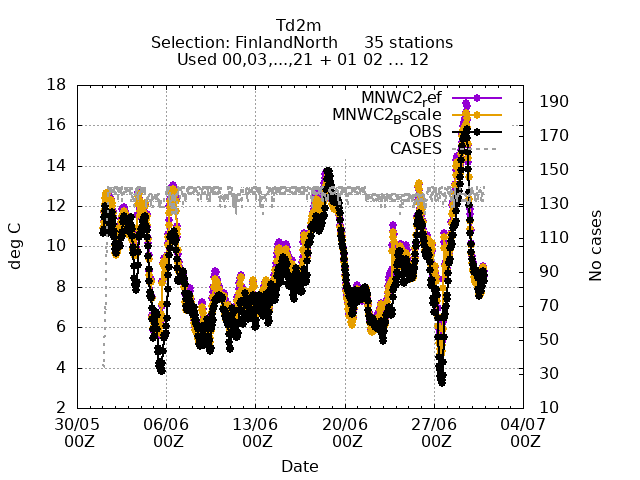 Td2m
Selection: FinlandNorth 35 stations
Used 00,03,...,21 + 01 02 ... 12
MNWC2_ref
MNWC2_Bscale
OBS
CASES
deg C
18
16
14
12
10
8
6
4
2
No cases
190
170
150
130
110
90
70
50
30
10
30/05 06/06 13/06 20/06 27/06 04/07
00Z 00Z 00Z 00Z 00Z 00Z
Date